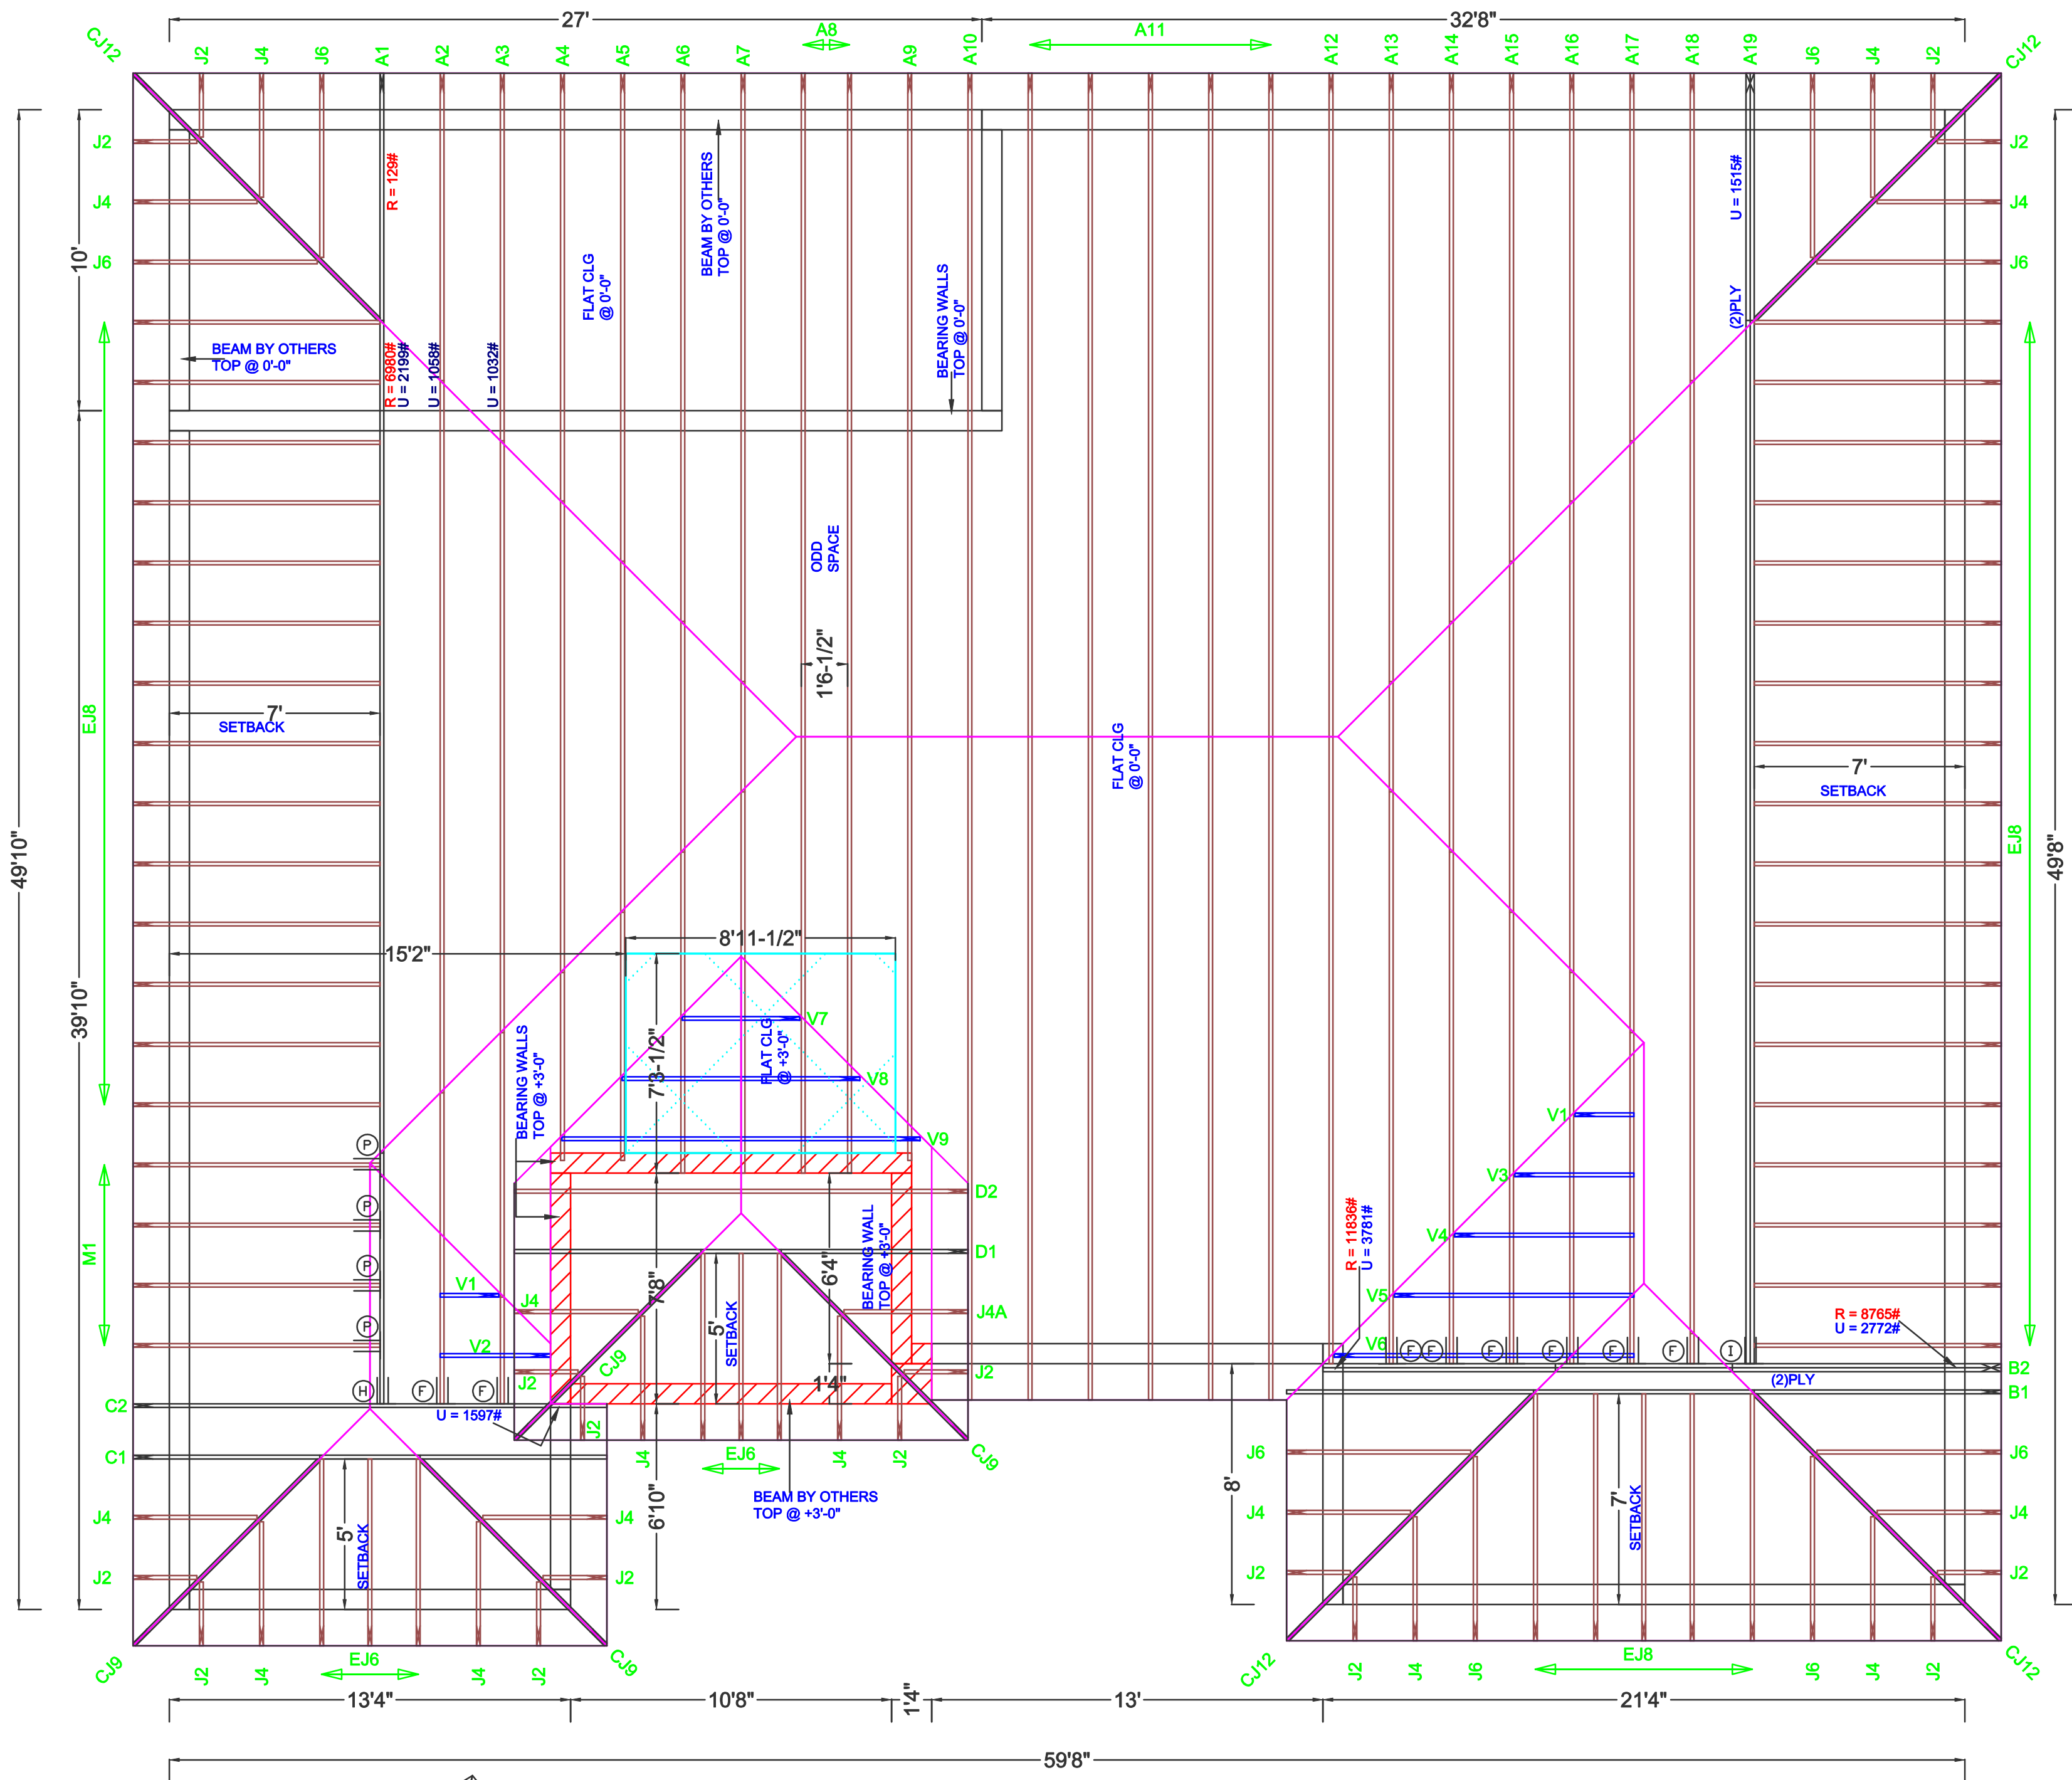 27'
32'8"
A8
A11
CJ12
J2
J4
J6
A1
A2
A3
A4
A5
A6
A7
A9
A10
A12
A13
A14
A15
A16
A17
A18
A19
J6
J4
J2
CJ12
J2
J4
J6
R = 129#
BEAM BY OTHERS
TOP @ 0'-0"
U = 1515#
J2
J4
J6
10'
FLAT CLG
@ 0'-0"
BEARING WALLS
TOP @ 0'-0"
(2)PLY
BEAM BY OTHERS
TOP @ 0'-0"
R = 6980#
U = 2199#
U = 1058#
U = 1032#
ODD
SPACE
1'6-1/2"
EJ8
7'
SETBACK
FLAT CLG
@ 0'-0"
7'
SETBACK
49'10"
39'10"
EJ8
49'8"
15'2"
8'11-1/2"
7'3-1/2"
FLAT CLG
@ +3'-0"
V7
V8
V9
BEARING WALLS
TOP @ +3'-0"
V1
V3
V4
V5
V6
P
P
P
P
M1
D2
D1
V1
V2
J4
J4A
7'8"
5'
SETBACK
6'4"
BEARING WALL
TOP @ +3'-0"
R = 11836#
U = 3781#
R = 8765#
U = 2772#
F
F
F
F
F
F
I
B2
(2)PLY
B1
H
F
F
C2
U = 1597#
C1
J2
CJ9
J2
1'4"
J2
J4
EJ6
J4
J2
CJ9
BEAM BY OTHERS
TOP @ +3'-0"
6'10"
8'
7'
SETBACK
5'
SETBACK
J4
J2
J4
J2
J6
J4
J2
J6
J4
J2
CJ9
J2
J4
EJ6
J4
J2
CJ9
CJ12
J2
J4
J6
EJ8
J6
J4
J2
CJ12
13'4"
10'8"
1'4"
13'
21'4"
59'8"